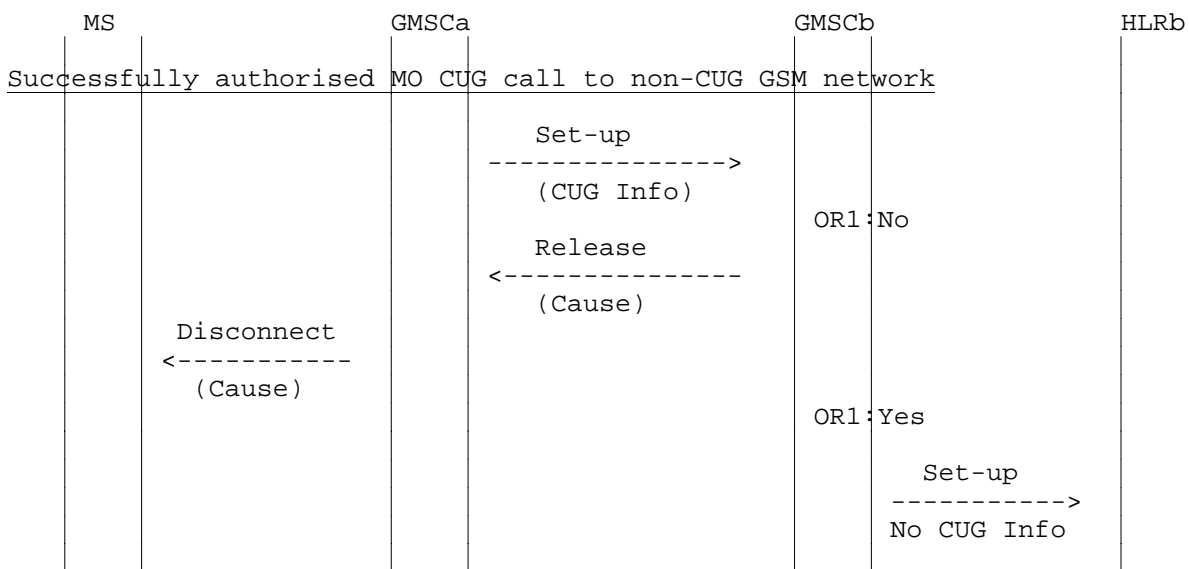 MS GMSCa GMSCb HLRb
Successfully authorised MO CUG call to non-CUG GSM network
Set-up
--------------->
(CUG Info)
OR1:No
Release
<---------------
(Cause)
Disconnect
<-----------
(Cause)
OR1:Yes
Set-up
----------->
No CUG Info